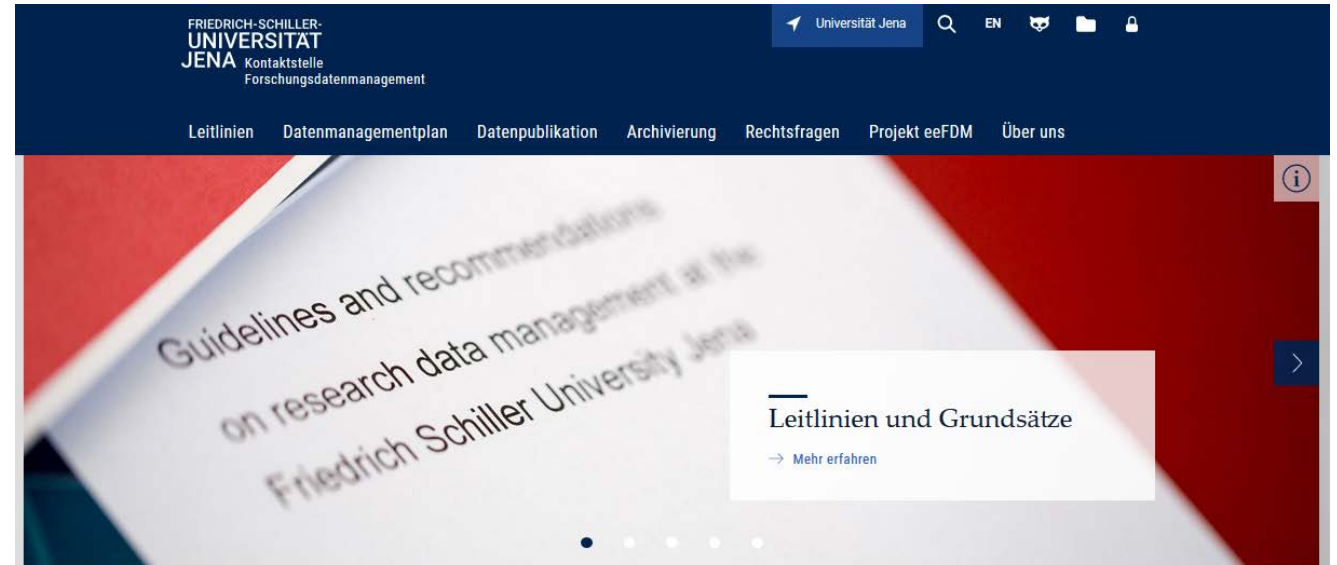 FRIEDRICH-SCHILLER-
UNIVERSITÄT
JENA Kontaktstelle
Forschungsdatenmanagement
Universität Jena
EN
Leitlinien Datenmanagementplan Datenpublikation Archivierung Rechtsfragen Projekt eeFDM Über uns
Guidelines and recommendations
on research data management at the
Friedrich Schiller University Jena
Leitlinien und Grundsätze
→ Mehr erfahren